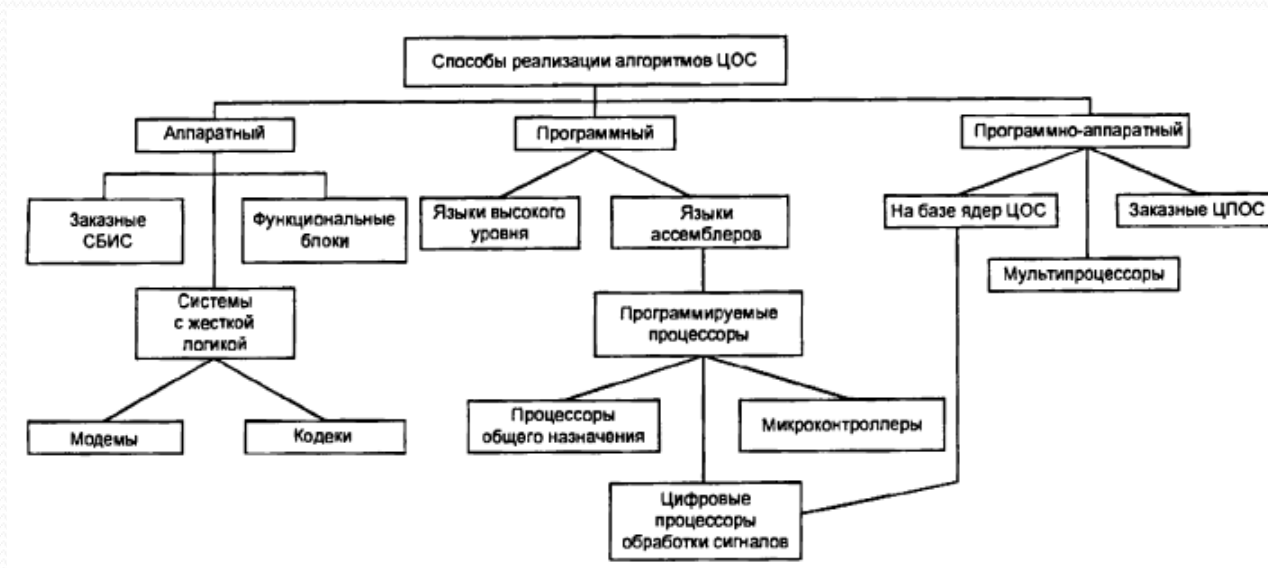 Способы реализации алгоритмов ЦОС
Аппаратный
Программный
Программно-аппаратный
Заказные
СБИС
Функциональные
блоки
Языки высокого
уровня
Языки
ассемблеров
На базе ядер ЦОС
Заказные ЦПОС
Мультипроцессоры
Системы
с жесткой
логикой
Программируемые
процессоры
Модемы
Кодеки
Процессоры
общего назначения
Микроконтроллеры
Цифровые
процессоры
обработки сигналов